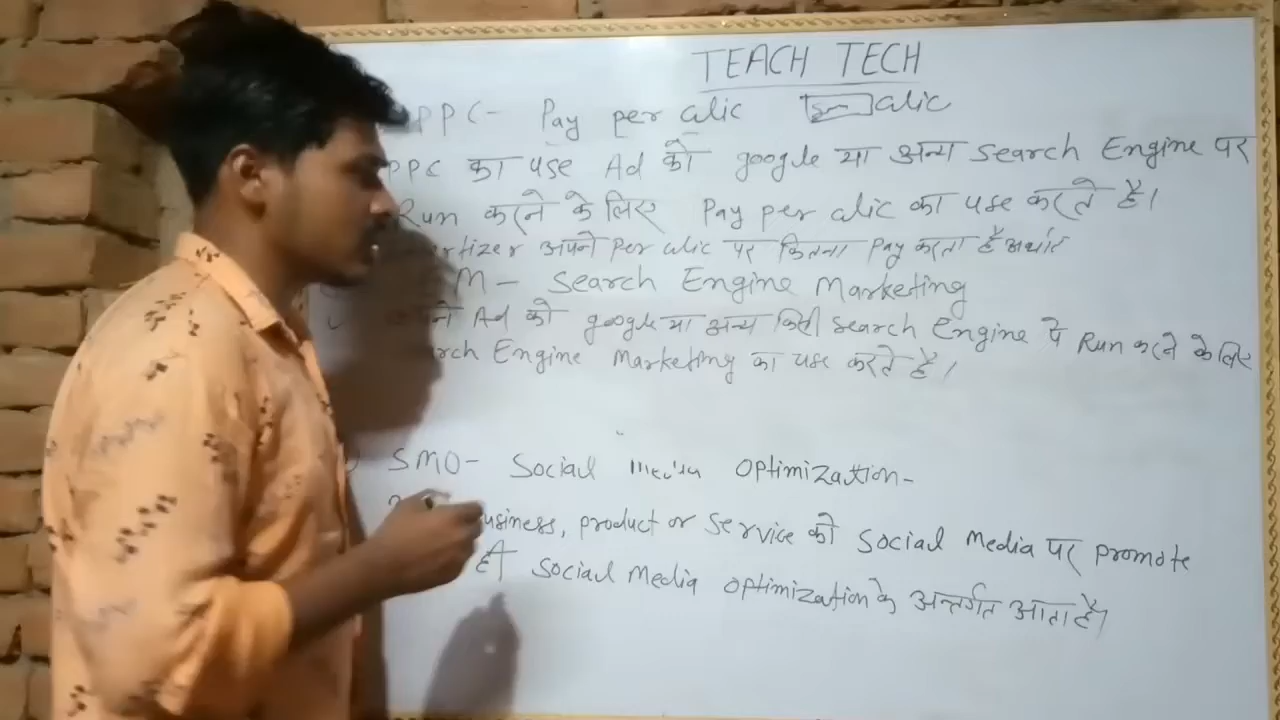 TEACH TECH
PPC- Pay per clic clic
PPC का use Ad को google या अन्य Search Engine पर
Run करने के लिए Pay per clic का use करते है।
अपने per clic पर कितना Pay करता है अर्थात
M- Search Engine Marketing
Ad को google या अन्य किसी Search Engine पे Run करने के लिए
Engine Marketing का use करते है।
SMO- Social Media Optimization-
product or Service को Social Media पर promote
Social Media Optimization के अन्तर्गत आता है।